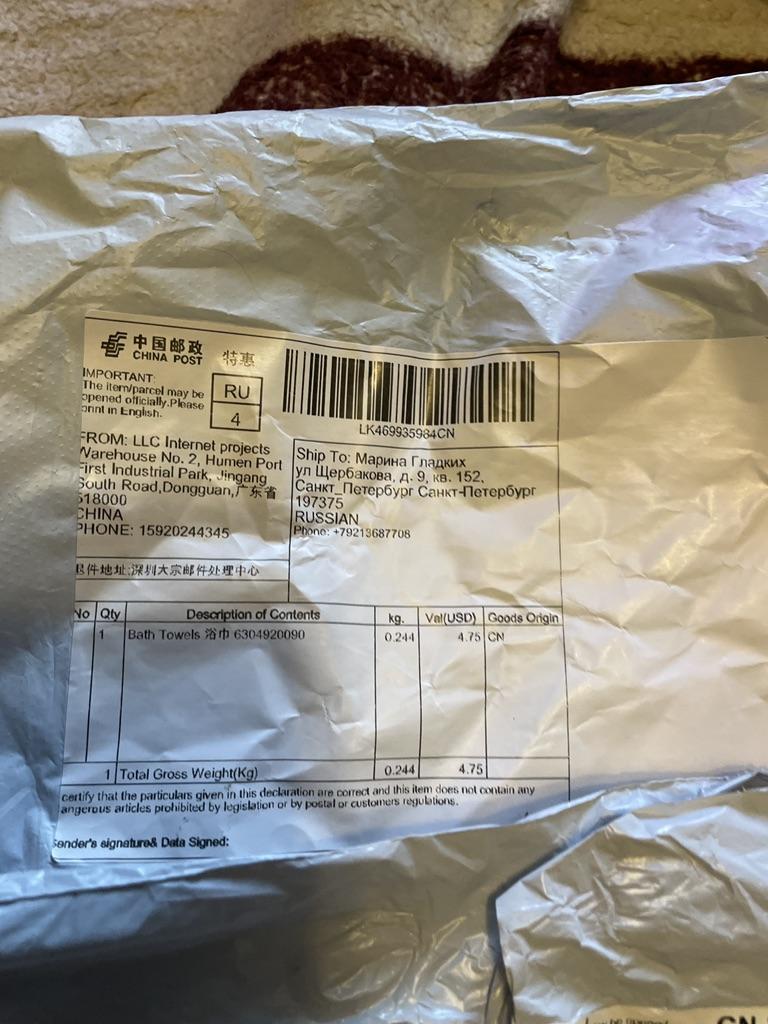 中国邮政
CHINA POST
特惠
IMPORTANT:
The item/parcel may be
opened officially.Please
print in English.
RU
4
LK469935984CN
FROM: LLC Internet projects
Warehouse No. 2, Humen Port
First Industrial Park, Jingang
South Road,Dongguan,广东省
518000
CHINA
PHONE: 15920244345
Ship To: Марина Гладких
ул Щербакова, д. 9, кв. 152,
Санкт_Петербург Санкт-Петербург
197375
RUSSIAN
Phone: +79213687708
退件地址:深圳大宗邮件处理中心
No Qty Description of Contents kg. Val(USD) Goods Origin
1 Bath Towels 浴巾 6304920090 0.244 4.75 CN
1 Total Gross Weight(Kg) 0.244 4.75
certify that the particulars given in this declaration are correct and this item does not contain any
angerous articles prohibited by legislation or by postal or customers regulations.
Sender's signature& Data Signed:
CN